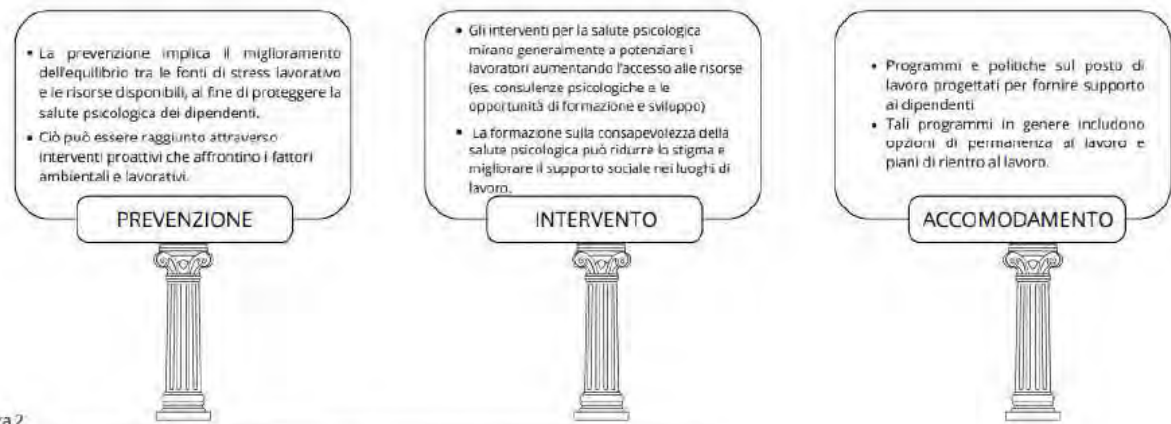 • La prevenzione implica il miglioramento
dell'equilibrio tra le fonti di stress lavorativo
e le risorse disponibili, al fine di proteggere la
salute psicologica dei dipendenti.
• Ciò può essere raggiunto attraverso
interventi proattivi che affrontino i fattori
ambientali e lavorativi.
PREVENZIONE
• Gli interventi per la salute psicologica
mirano generalmente a potenziare i
lavoratori aumentando l'accesso alle risorse
(es. consulenze psicologiche e le
opportunità di formazione e sviluppo)
• La formazione sulla consapevolezza della
salute psicologica può ridurre lo stigma e
migliorare il supporto sociale nei luoghi di
lavoro.
INTERVENTO
• Programmi e politiche sul posto di
lavoro progettati per fornire supporto
ai dipendenti
• Tali programmi in genere includono
opzioni di permanenza al lavoro e
piani di rientro al lavoro.
ACCOMODAMENTO